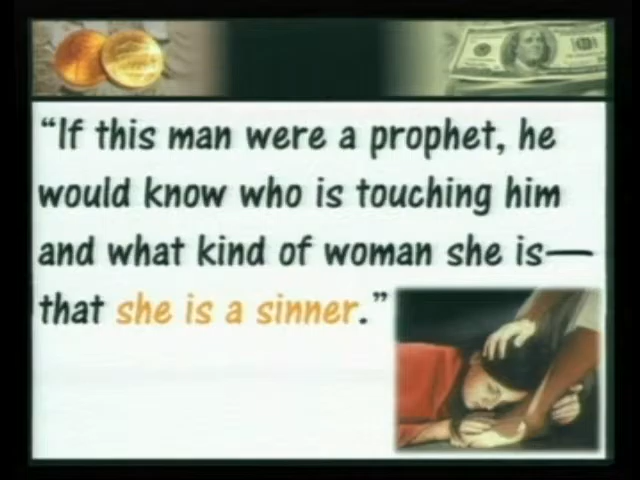 “If this man were a prophet, he
would know who is touching him
and what kind of woman she is—
that she is a sinner.”